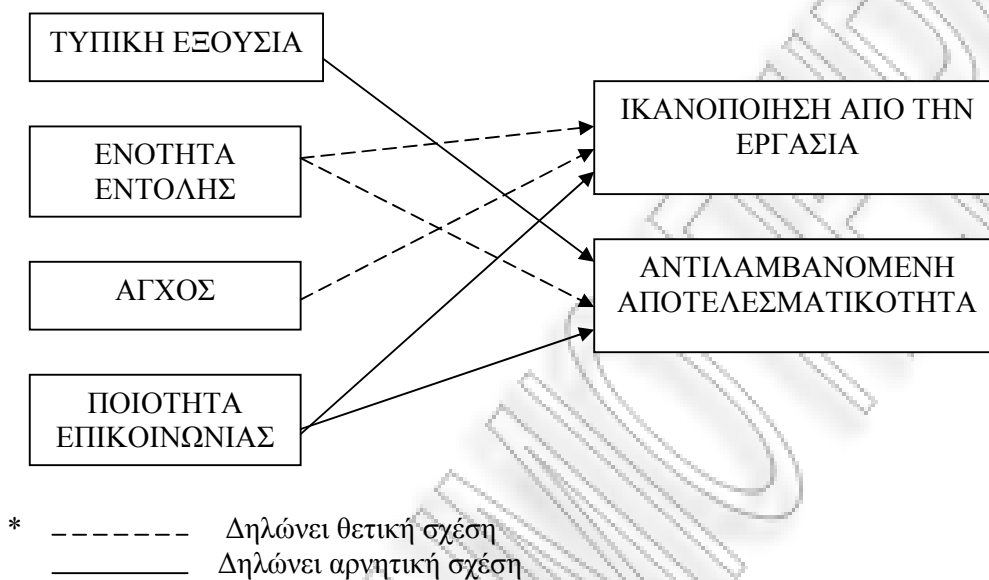 ΤΥΠΙΚΗ ΕΞΟΥΣΙΑ
ΕΝΟΤΗΤΑ
ΕΝΤΟΛΗΣ
ΑΓΧΟΣ
ΠΟΙΟΤΗΤΑ
ΕΠΙΚΟΙΝΩΝΙΑΣ
ΙΚΑΝΟΠΟΙΗΣΗ ΑΠΟ ΤΗΝ
ΕΡΓΑΣΙΑ
ΑΝΤΙΛΑΜΒΑΝΟΜΕΝΗ
ΑΠΟΤΕΛΕΣΜΑΤΙΚΟΤΗΤΑ
* Δηλώνει θετική σχέση
Δηλώνει αρνητική σχέση